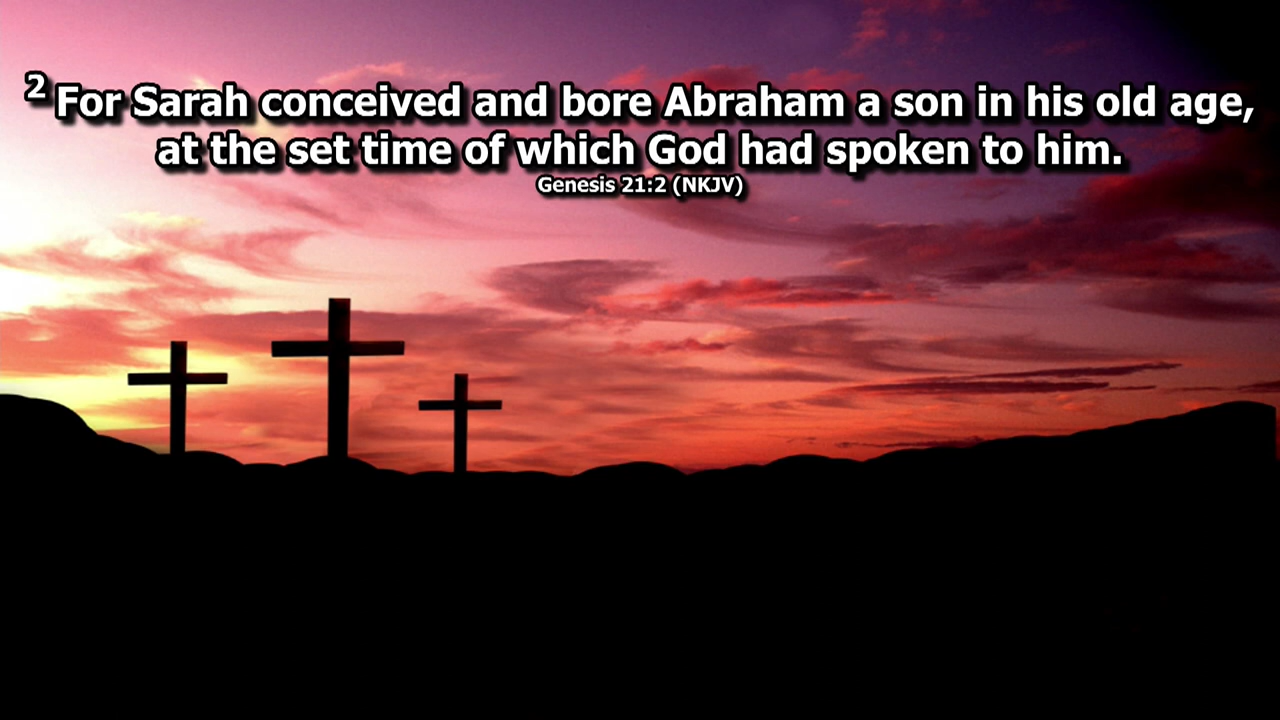 2 For Sarah conceived and bore Abraham a son in his old age,
at the set time of which God had spoken to him.
Genesis 21:2 (NKJV)